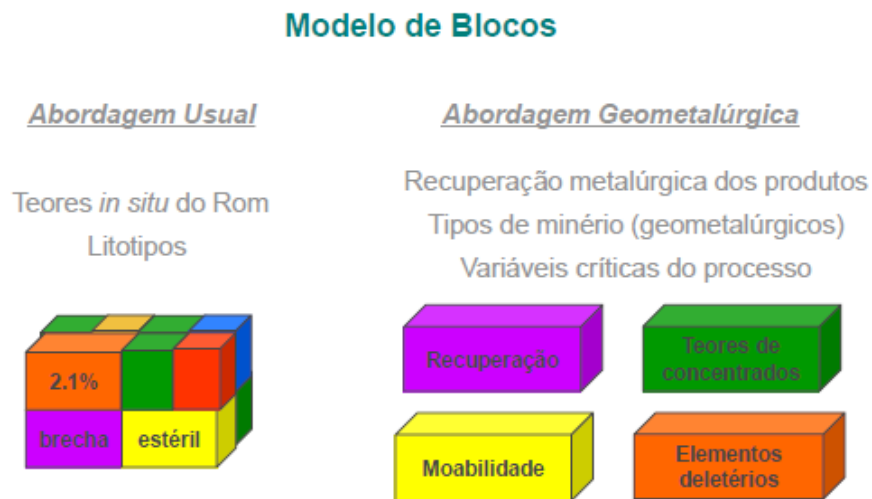 Modelo de Blocos
Abordagem Usual
Teores in situ do Rom
Litotipos
2.1%
brecha
estéril
Abordagem Geometalúrgica
Recuperação metalúrgica dos produtos
Tipos de minério (geometalúrgicos)
Variáveis críticas do processo
Recuperação
Teores de
concentrados
Moabilidade
Elementos
deletérios